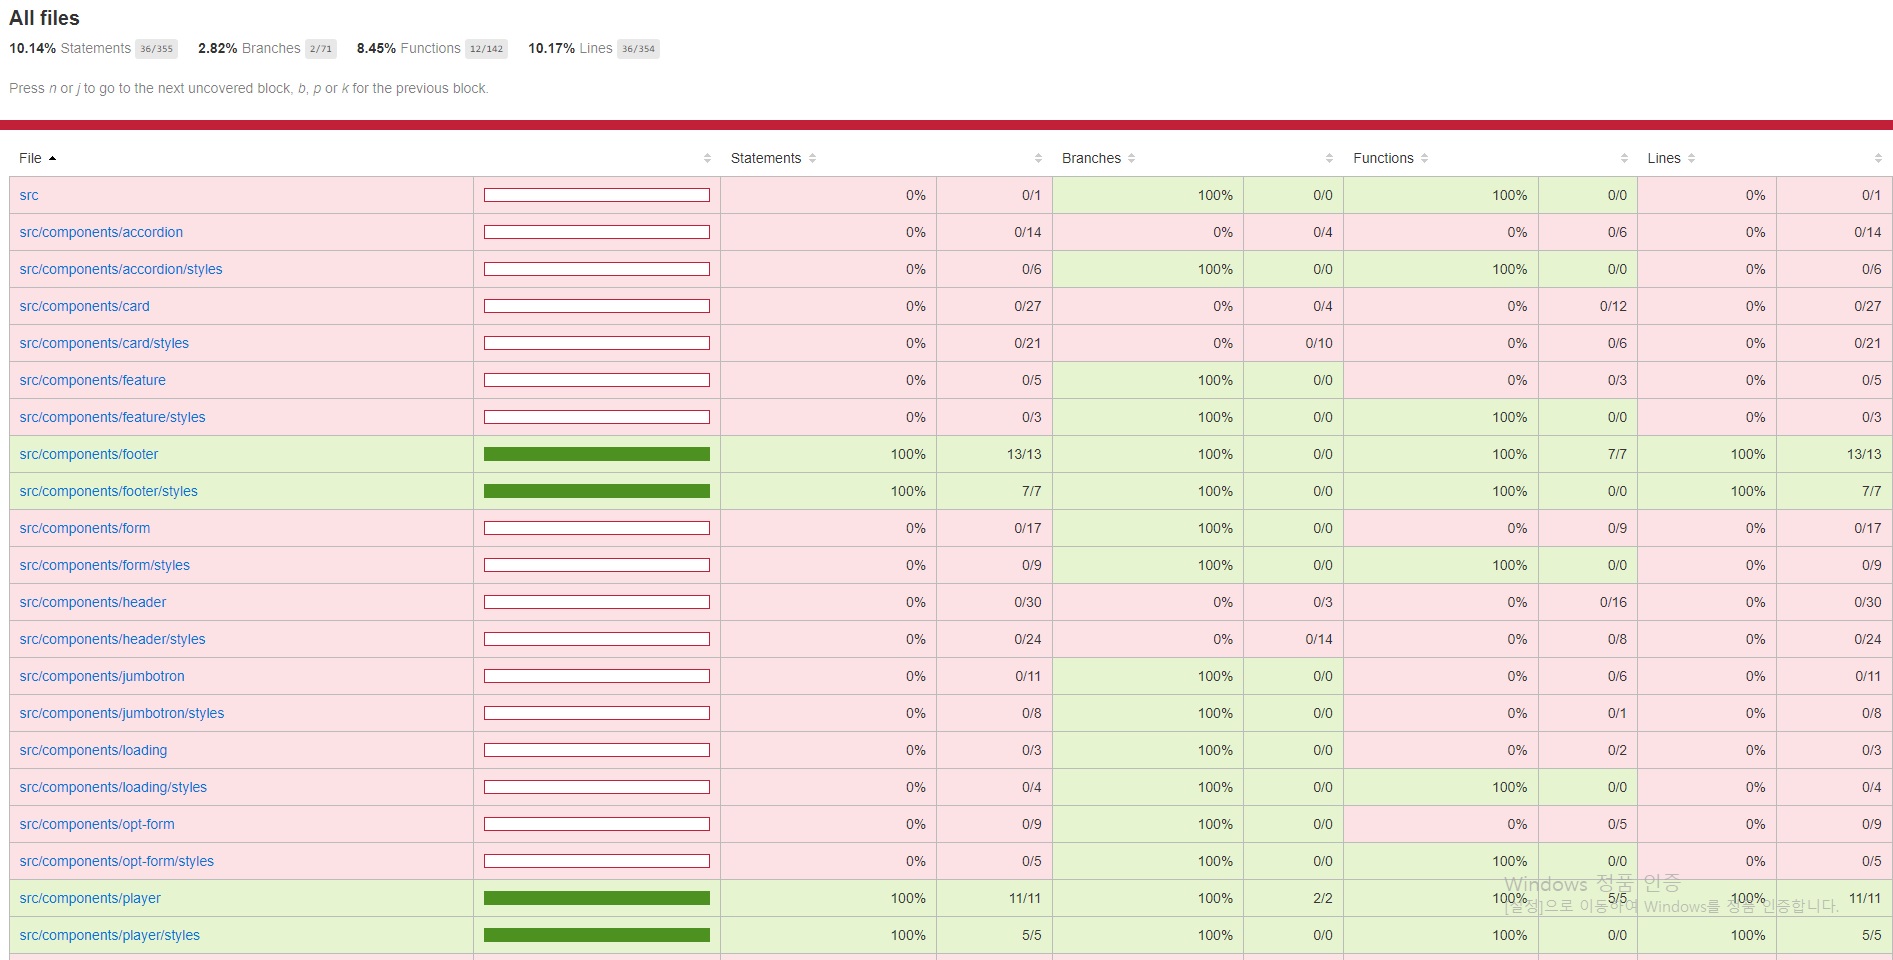 All files
10.14% Statements 36/355 2.82% Branches 2/71 8.45% Functions 12/142 10.17% Lines 36/354
Press n or j to go to the next uncovered block, b, p or k for the previous block.
File Statements Branches Functions Lines
src 0% 0/1 100% 0/0 100% 0/0 0% 0/1
src/components/accordion 0% 0/14 0% 0/4 0% 0/6 0% 0/14
src/components/accordion/styles 0% 0/6 100% 0/0 100% 0/0 0% 0/6
src/components/card 0% 0/27 0% 0/4 0% 0/12 0% 0/27
src/components/card/styles 0% 0/21 0% 0/10 0% 0/6 0% 0/21
src/components/feature 0% 0/5 100% 0/0 0% 0/3 0% 0/5
src/components/feature/styles 0% 0/3 100% 0/0 100% 0/0 0% 0/3
src/components/footer 100% 13/13 100% 0/0 100% 7/7 100% 13/13
src/components/footer/styles 100% 7/7 100% 0/0 100% 0/0 100% 7/7
src/components/form 0% 0/17 100% 0/0 0% 0/9 0% 0/17
src/components/form/styles 0% 0/9 100% 0/0 100% 0/0 0% 0/9
src/components/header 0% 0/30 0% 0/3 0% 0/16 0% 0/30
src/components/header/styles 0% 0/24 0% 0/14 0% 0/8 0% 0/24
src/components/jumbotron 0% 0/11 100% 0/0 0% 0/6 0% 0/11
src/components/jumbotron/styles 0% 0/8 100% 0/0 0% 0/1 0% 0/8
src/components/loading 0% 0/3 100% 0/0 0% 0/2 0% 0/3
src/components/loading/styles 0% 0/4 100% 0/0 100% 0/0 0% 0/4
src/components/opt-form 0% 0/9 100% 0/0 0% 0/5 0% 0/9
src/components/opt-form/styles 0% 0/5 100% 0/0 100% 0/0 0% 0/5
Windows 정품 인증
src/components/player 100% 11/11 100% 2/2 100% 5/5 100% 11/11
[설정]으로 이동하여 Windows를 정품 인증합니다.
src/components/player/styles 100% 5/5 100% 0/0 100% 0/0 100% 5/5